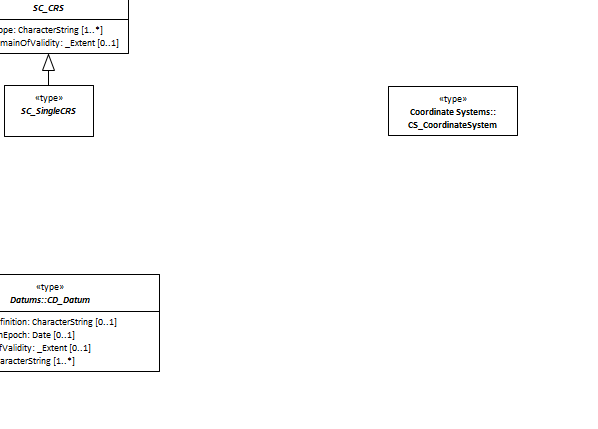 SC_CRS
ope: CharacterString [1..*]
mainOfValidity: _Extent [0..1]
«type»
SC_SingleCRS
«type»
Coordinate Systems::
CS_CoordinateSystem
«type»
Datums::CD_Datum
finition: CharacterString [0..1]
nEpoch: Date [0..1]
fValidity: _Extent [0..1]
aracterString [1..*]